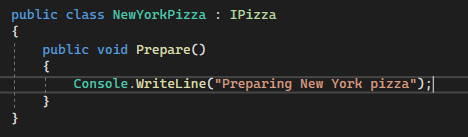 public class NewYorkPizza : IPizza
{
    public void Prepare()
    {
        Console.WriteLine("Preparing New York pizza");
    }
}